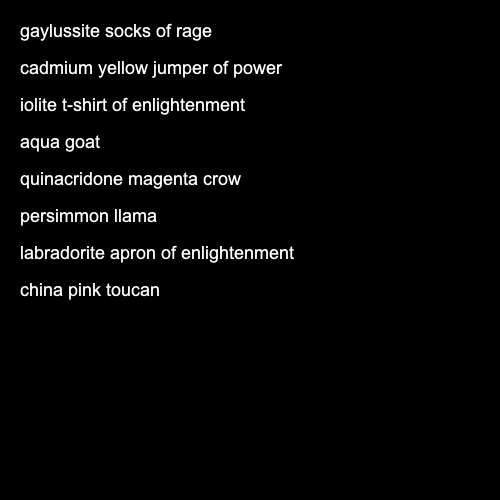 gaylussite socks of rage
cadmium yellow jumper of power
iolite t-shirt of enlightenment
aqua goat
quinacridone magenta crow
persimmon llama
labradorite apron of enlightenment
china pink toucan